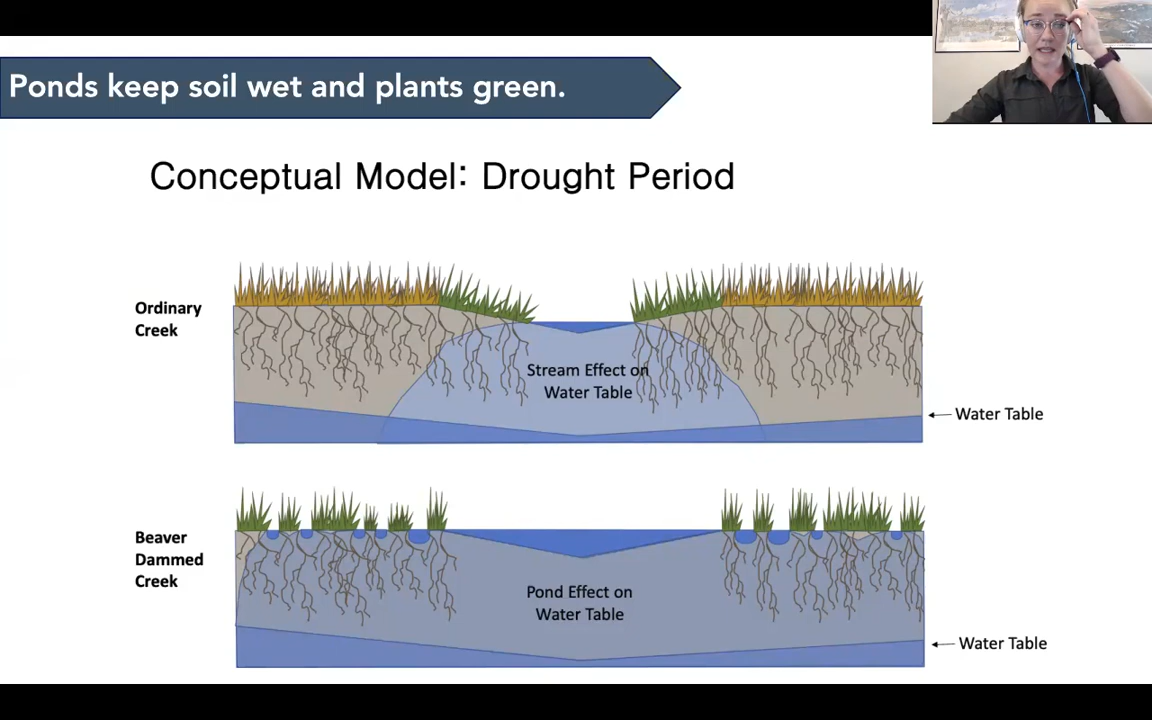 Ponds keep soil wet and plants green.
Conceptual Model: Drought Period
Ordinary
Creek
Stream Effect on
Water Table
Water Table
Beaver
Dammed
Creek
Pond Effect on
Water Table
Water Table